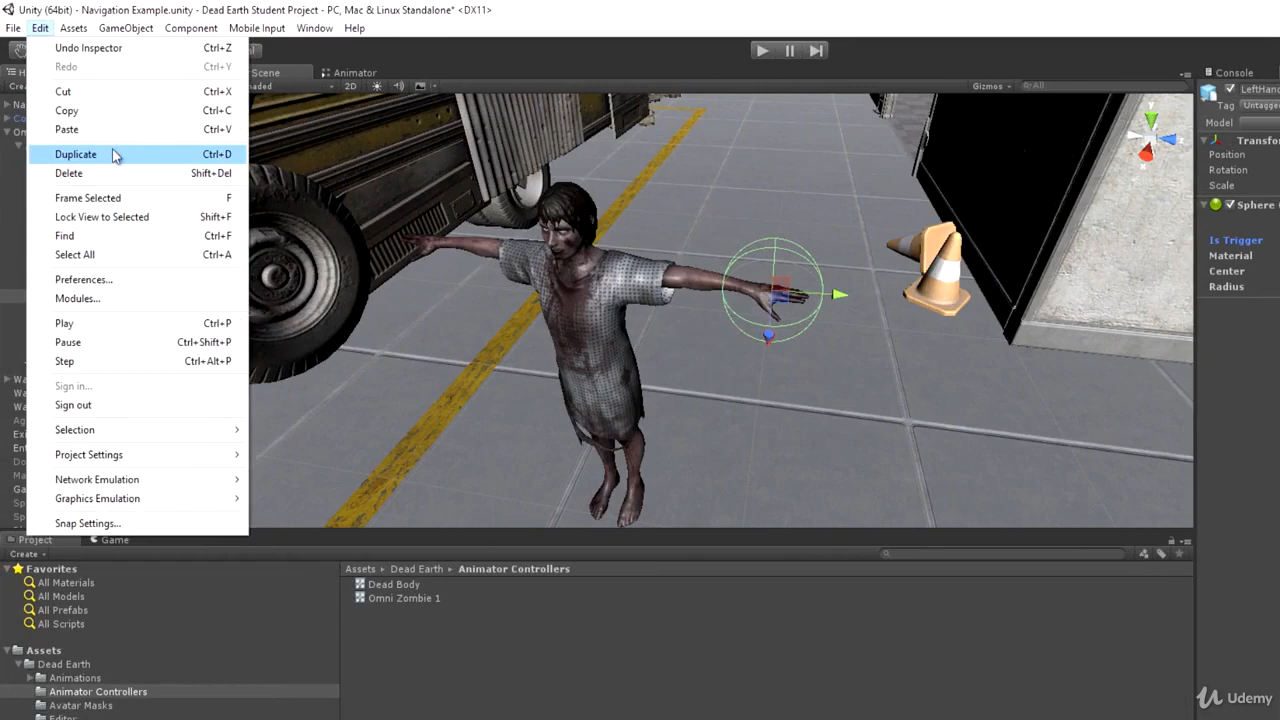 Unity (64bit) - Navigation Example.unity - Dead Earth Student Project - PC, Mac & Linux Standalone* <DX11>
File Edit Assets GameObject Component Mobile Input Window Help
Undo Inspector Ctrl+Z
Redo Ctrl+Y
Cut Ctrl+X
Copy Ctrl+C
Paste Ctrl+V
Duplicate Ctrl+D
Delete Shift+Del
Frame Selected F
Lock View to Selected Shift+F
Find Ctrl+F
Select All Ctrl+A
Preferences...
Modules...
Play Ctrl+P
Pause Ctrl+Shift+P
Step Ctrl+Alt+P
Sign in...
Sign out
Selection
Project Settings
Network Emulation
Graphics Emulation
Snap Settings...
Scene Animator
2D Gizmos All
y
x
Console
LeftHan
Tag Untagge
Model
Transfo
Position
Rotation
Scale
Sphere
Is Trigger
Material
Center
Radius
Project Game
Create
Favorites
All Materials
All Models
All Prefabs
All Scripts
Assets
Dead Earth
Animations
Animator Controllers
Avatar Masks
Assets Dead Earth Animator Controllers
Dead Body
Omni Zombie 1
Udemy